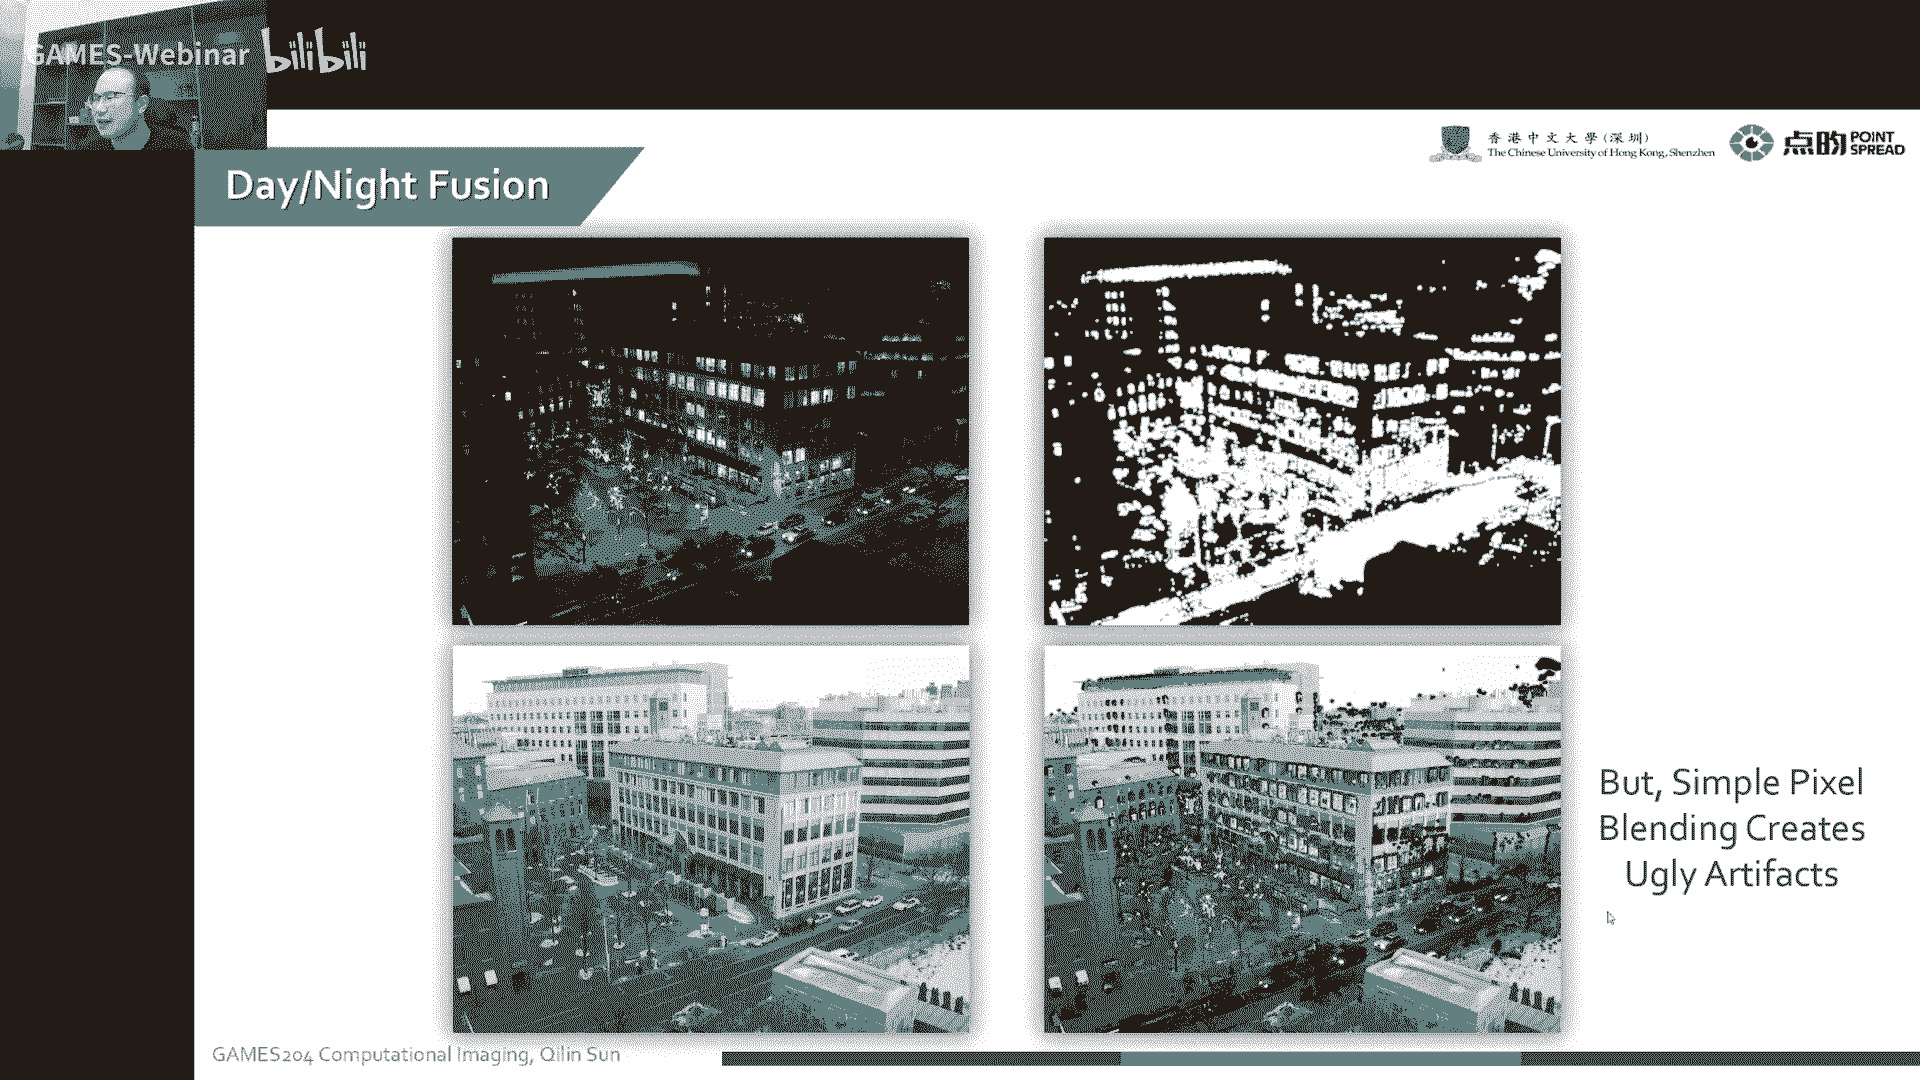 GAMES-Webinar bilibili
香港中文大學(深圳)
The Chinese University of Hong Kong, Shenzhen
点昀 POINT
SPREAD
Day/Night Fusion
But, Simple Pixel
Blending Creates
Ugly Artifacts
GAMES204 Computational Imaging, Qilin Sun